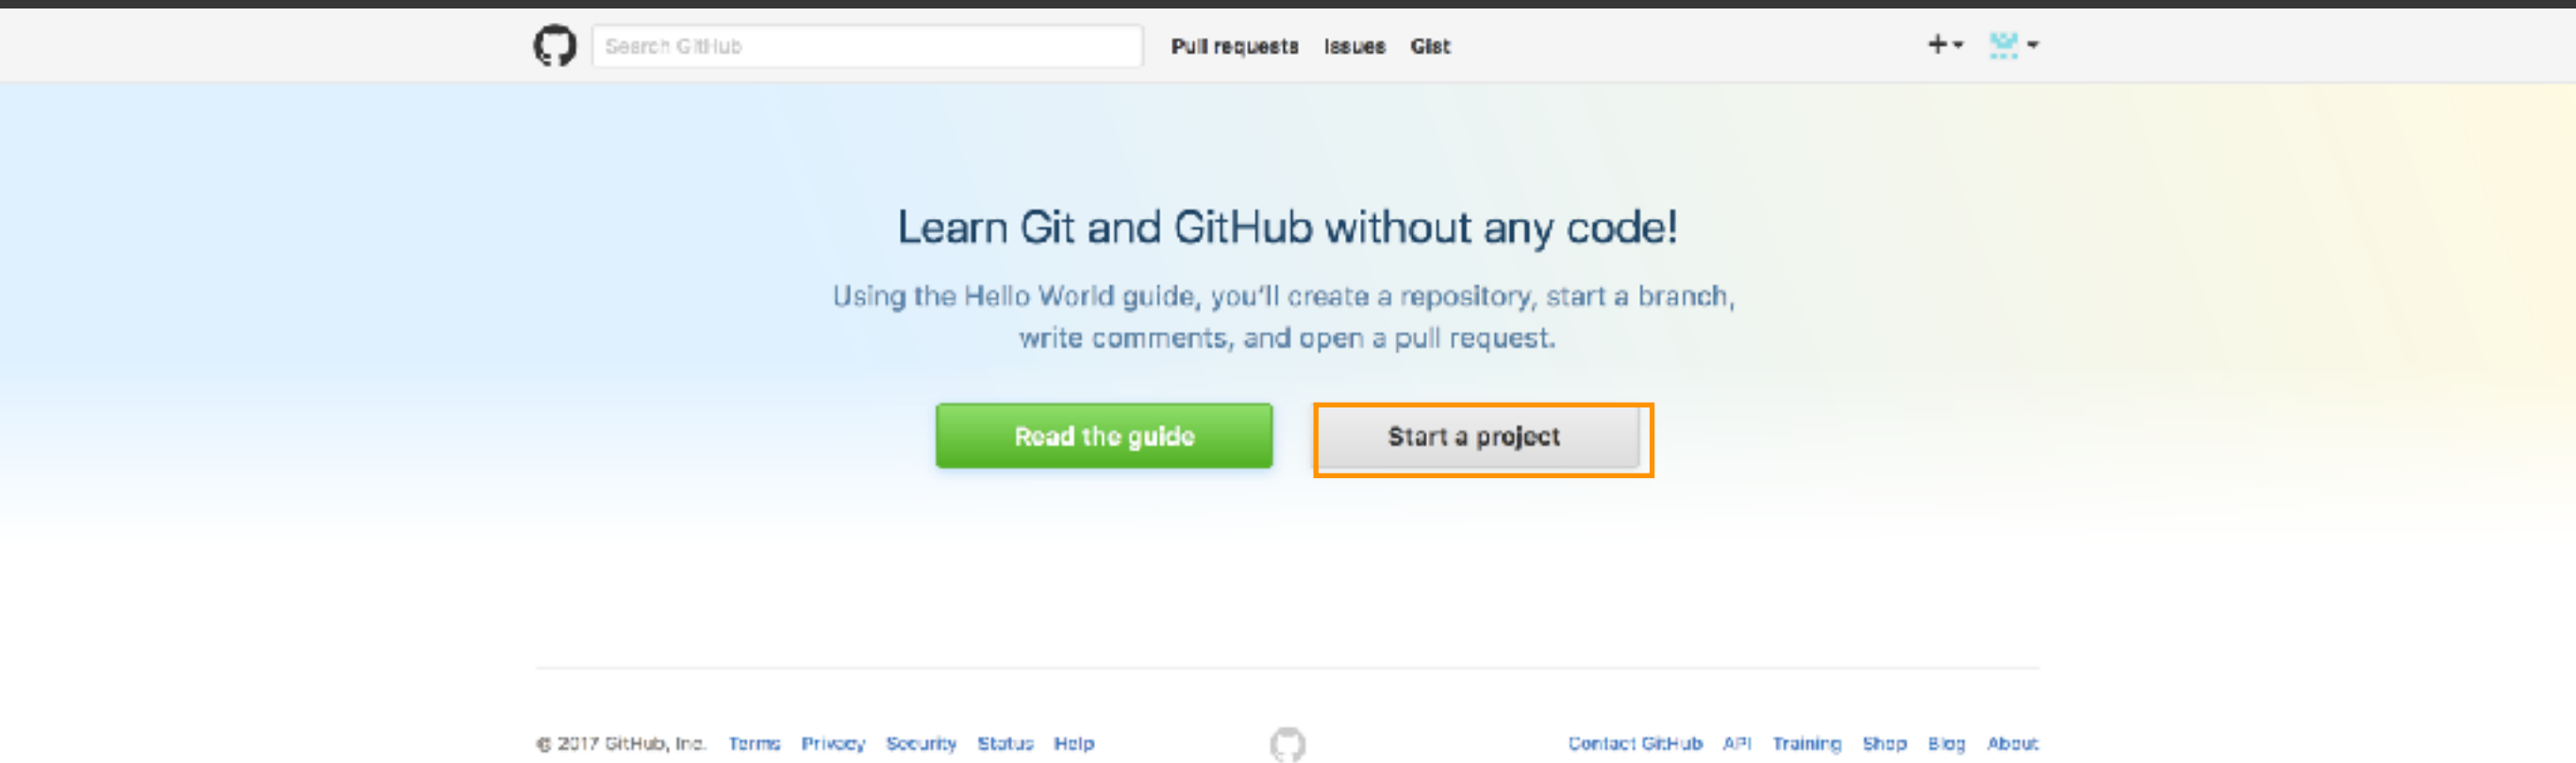 Search GitHub Pull requests Issues Gist
Learn Git and GitHub without any code!
Using the Hello World guide, you'll create a repository, start a branch,
write comments, and open a pull request.
Read the guide Start a project
© 2017 GitHub, Inc. Terms Privacy Security Status Help Contact GitHub API Training Shop Blog About